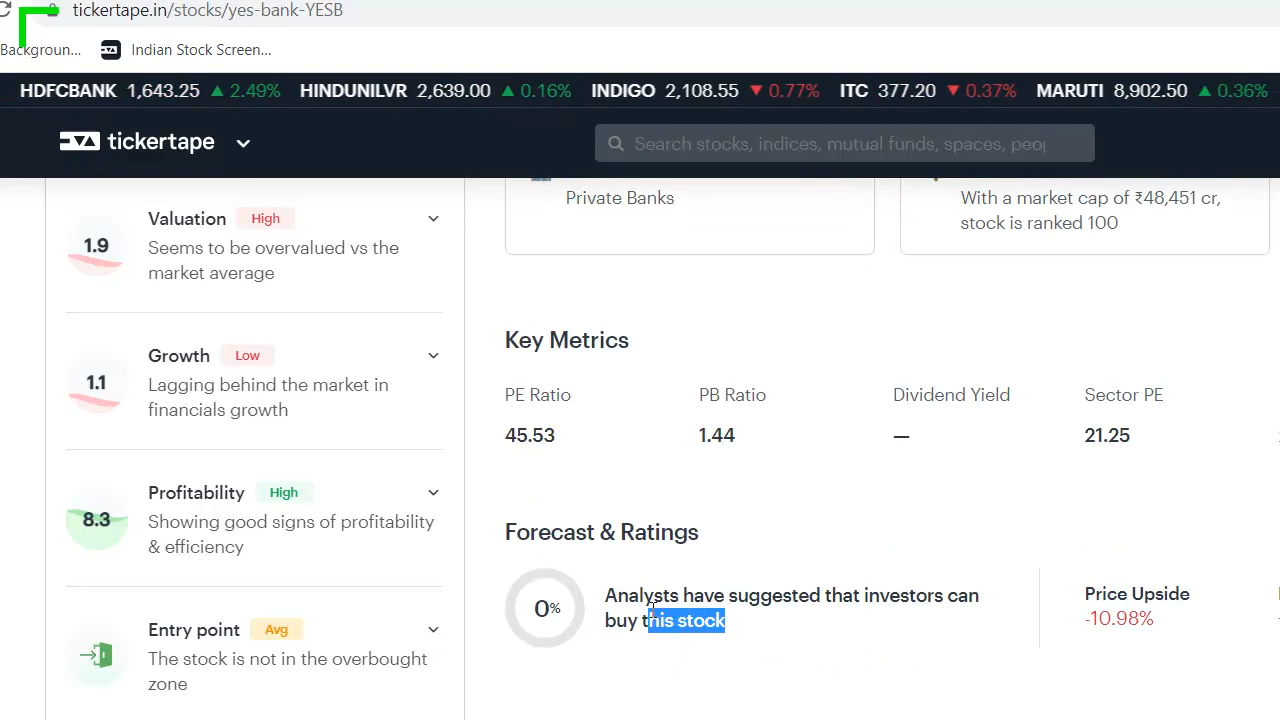 tickertape.in/stocks/yes-bank-YESB
Backgroun... Indian Stock Screen...
HDFCBANK 1,643.25 ▲ 2.49% HINDUNILVR 2,639.00 ▲ 0.16% INDIGO 2,108.55 ▼ 0.77% ITC 377.20 ▼ 0.37% MARUTI 8,902.50 ▲ 0.36%
tickertape
Search stocks, indices, mutual funds, spaces, peop
Private Banks
With a market cap of ₹48,451 cr,
stock is ranked 100
Valuation High
1.9
Seems to be overvalued vs the
market average
Growth Low
1.1
Lagging behind the market in
financials growth
Profitability High
8.3
Showing good signs of profitability
& efficiency
Entry point Avg
The stock is not in the overbought
zone
Key Metrics
PE Ratio PB Ratio Dividend Yield Sector PE
45.53 1.44 — 21.25
Forecast & Ratings
0%
Analysts have suggested that investors can
buy this stock
Price Upside
-10.98%